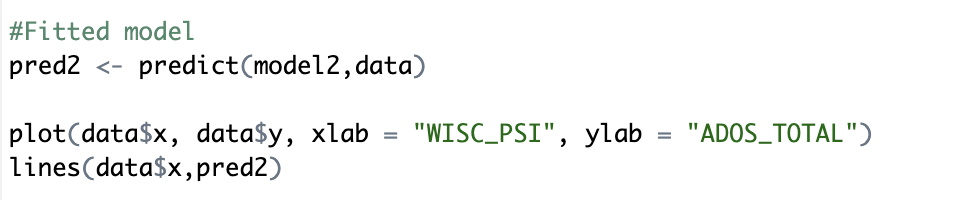 #Fitted model
pred2 <- predict(model2,data)
plot(data$x, data$y, xlab = "WISC_PSI", ylab = "ADOS_TOTAL")
lines(data$x,pred2)